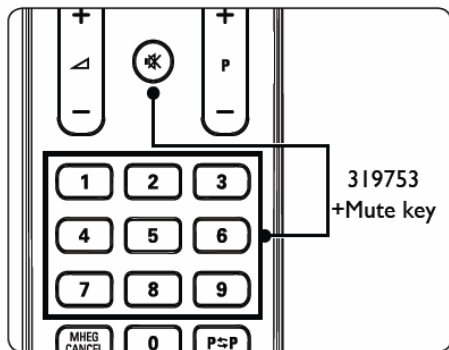 + +
P
- -
1 2 3
4 5 6
7 8 9
MHEG
CANCEL
0 P P
319753
+Mute key